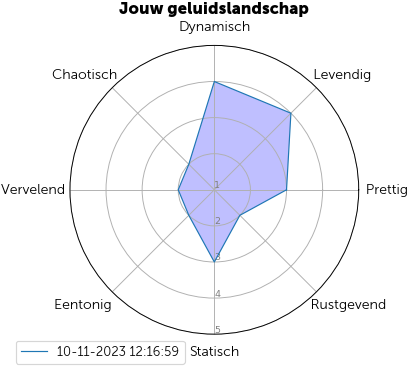 Jouw geluidslandschap
Dynamisch
Chaotisch
Levendig
Vervelend
1
Prettig
2
3
4
Eentonig
Rustgevend
5
10-11-2023 12:16:59
Statisch